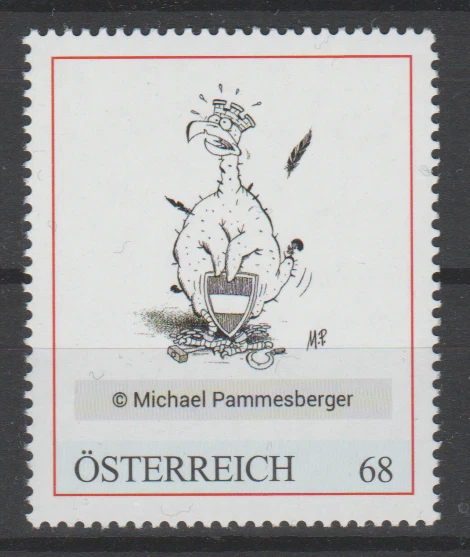 M.P.
© Michael Pammesberger
ÖSTERREICH 68